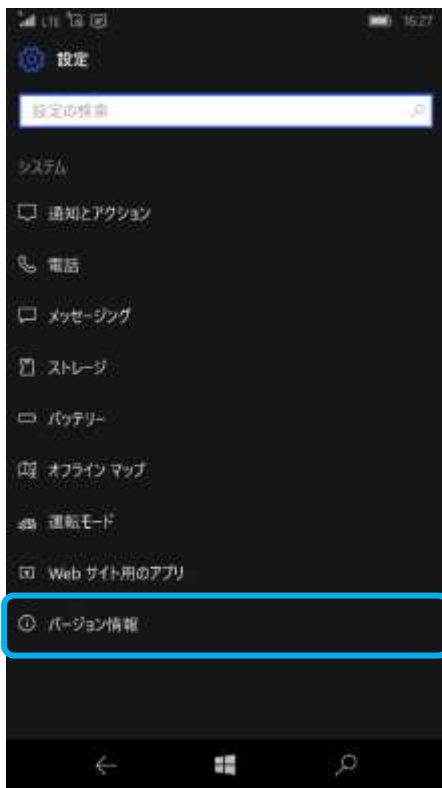 LTE 16:27
設定
設定の検索
システム
通知とアクション
電話
メッセージング
ストレージ
バッテリー
オフライン マップ
運転モード
Web サイト用のアプリ
バージョン情報